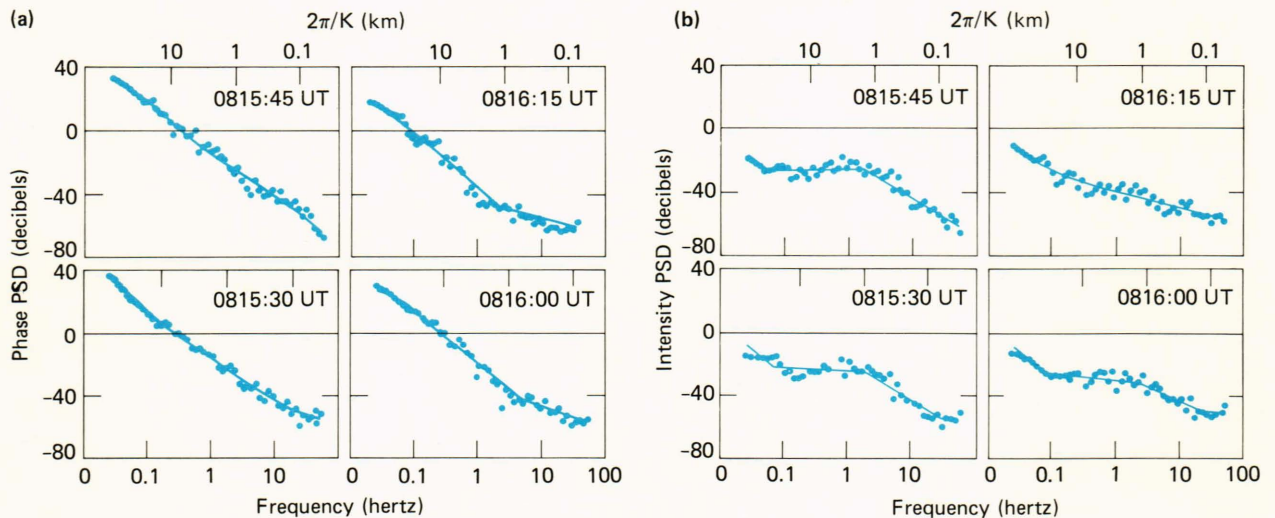 (a)
2π/K (km)
10 1 0.1 10 1 0.1
40
0
−40
−80
0815:45 UT
0816:15 UT
40
0
−40
−80
0815:30 UT
0816:00 UT
Phase PSD (decibels)
0 0.1 1 10 0 0.1 1 10
Frequency (hertz)
(b)
2π/K (km)
10 1 0.1 10 1 0.1
40
0
−40
−80
0815:45 UT
0816:15 UT
40
0
−40
−80
0815:30 UT
0816:00 UT
Intensity PSD (decibels)
0 0.1 1 10 0 0.1 1 10 100
Frequency (hertz)